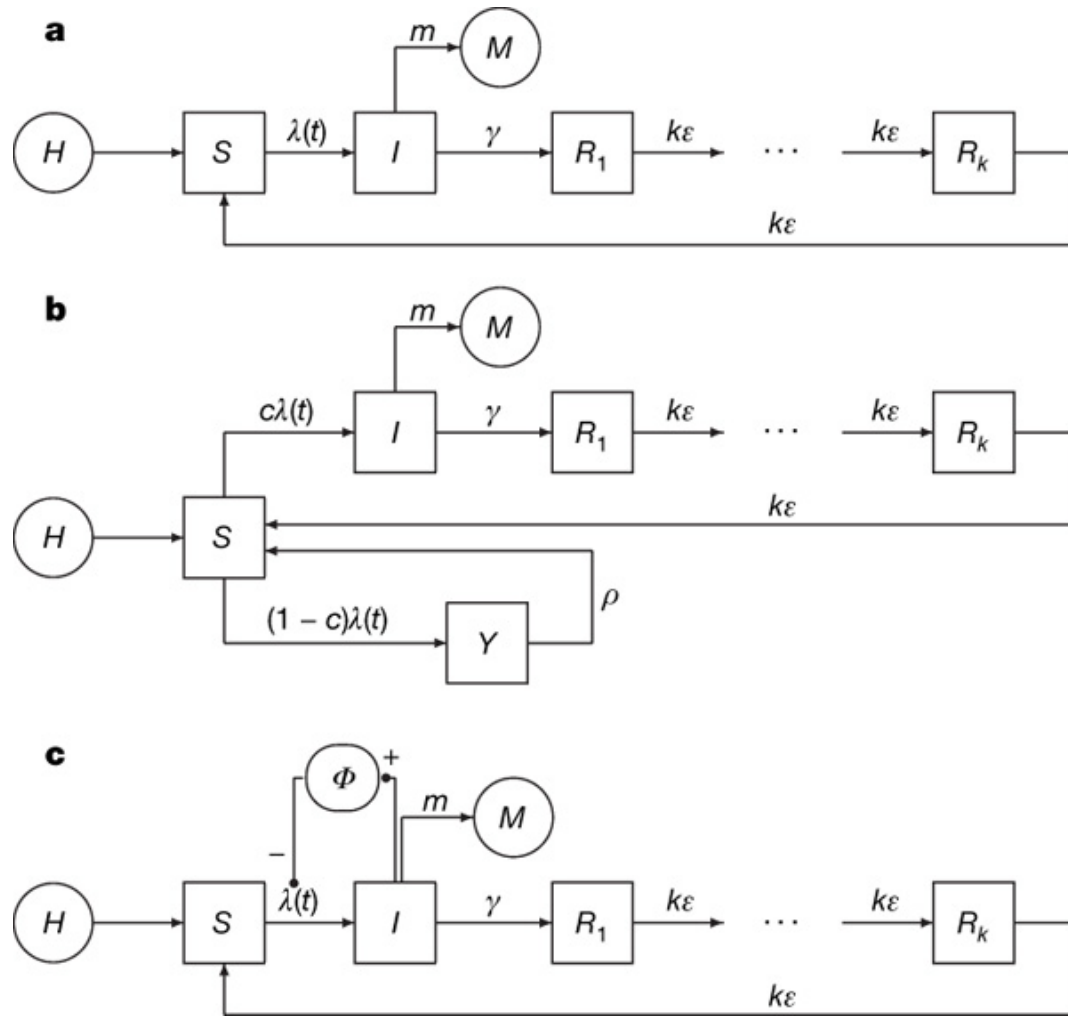 a
m M
H S λ(t) I γ R₁ kε ··· kε Rₖ
kε
b
m M
cλ(t) I γ R₁ kε ··· kε Rₖ
kε
H S
ρ
(1 − c)λ(t) Y
c
Φ +
m M
−
H S λ(t) I γ R₁ kε ··· kε Rₖ
kε